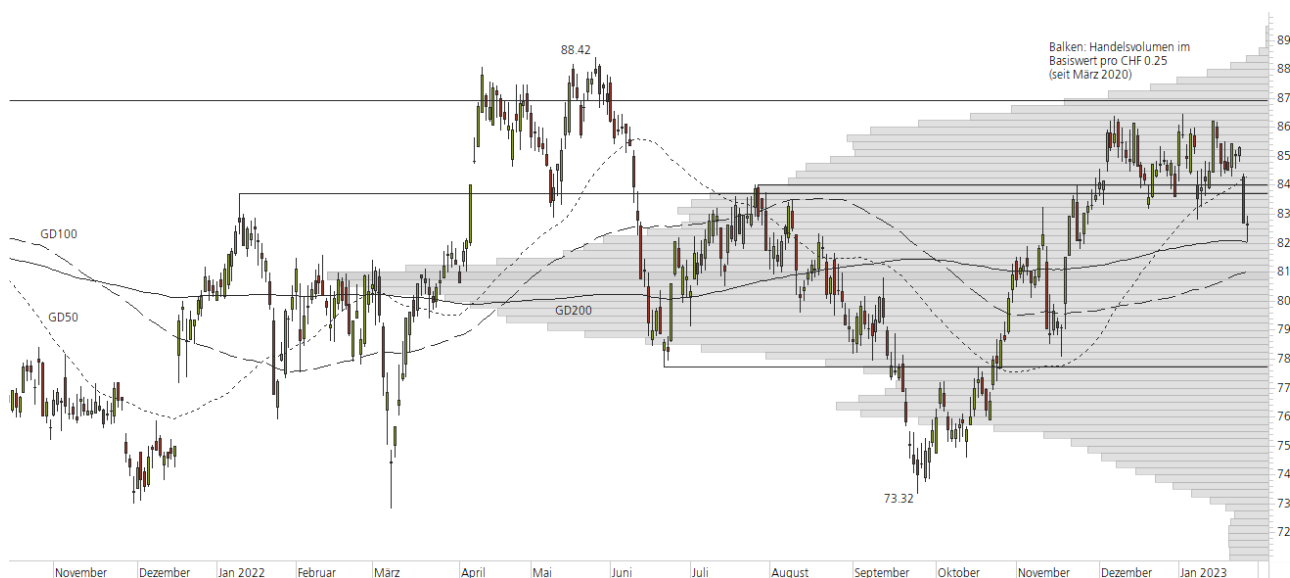 88.42
Balken: Handelsvolumen im
Basiswert pro CHF 0.25
(seit März 2020)
GD100
GD50
GD200
73.32
89
88
87
86
85
84
83
82
81
80
79
78
77
76
75
74
73
72
November Dezember Jan 2022 Februar März April Mai Juni Juli August September Oktober November Dezember Jan 2023